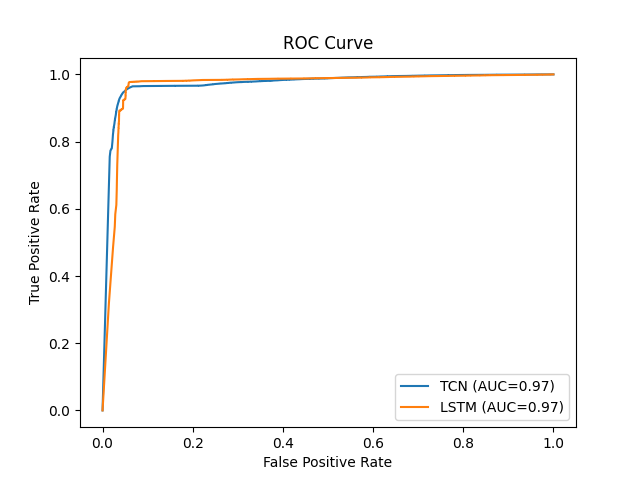 ROC Curve
True Positive Rate
1.0
0.8
0.6
0.4
0.2
0.0
TCN (AUC=0.97)
LSTM (AUC=0.97)
0.0 0.2 0.4 0.6 0.8 1.0
False Positive Rate